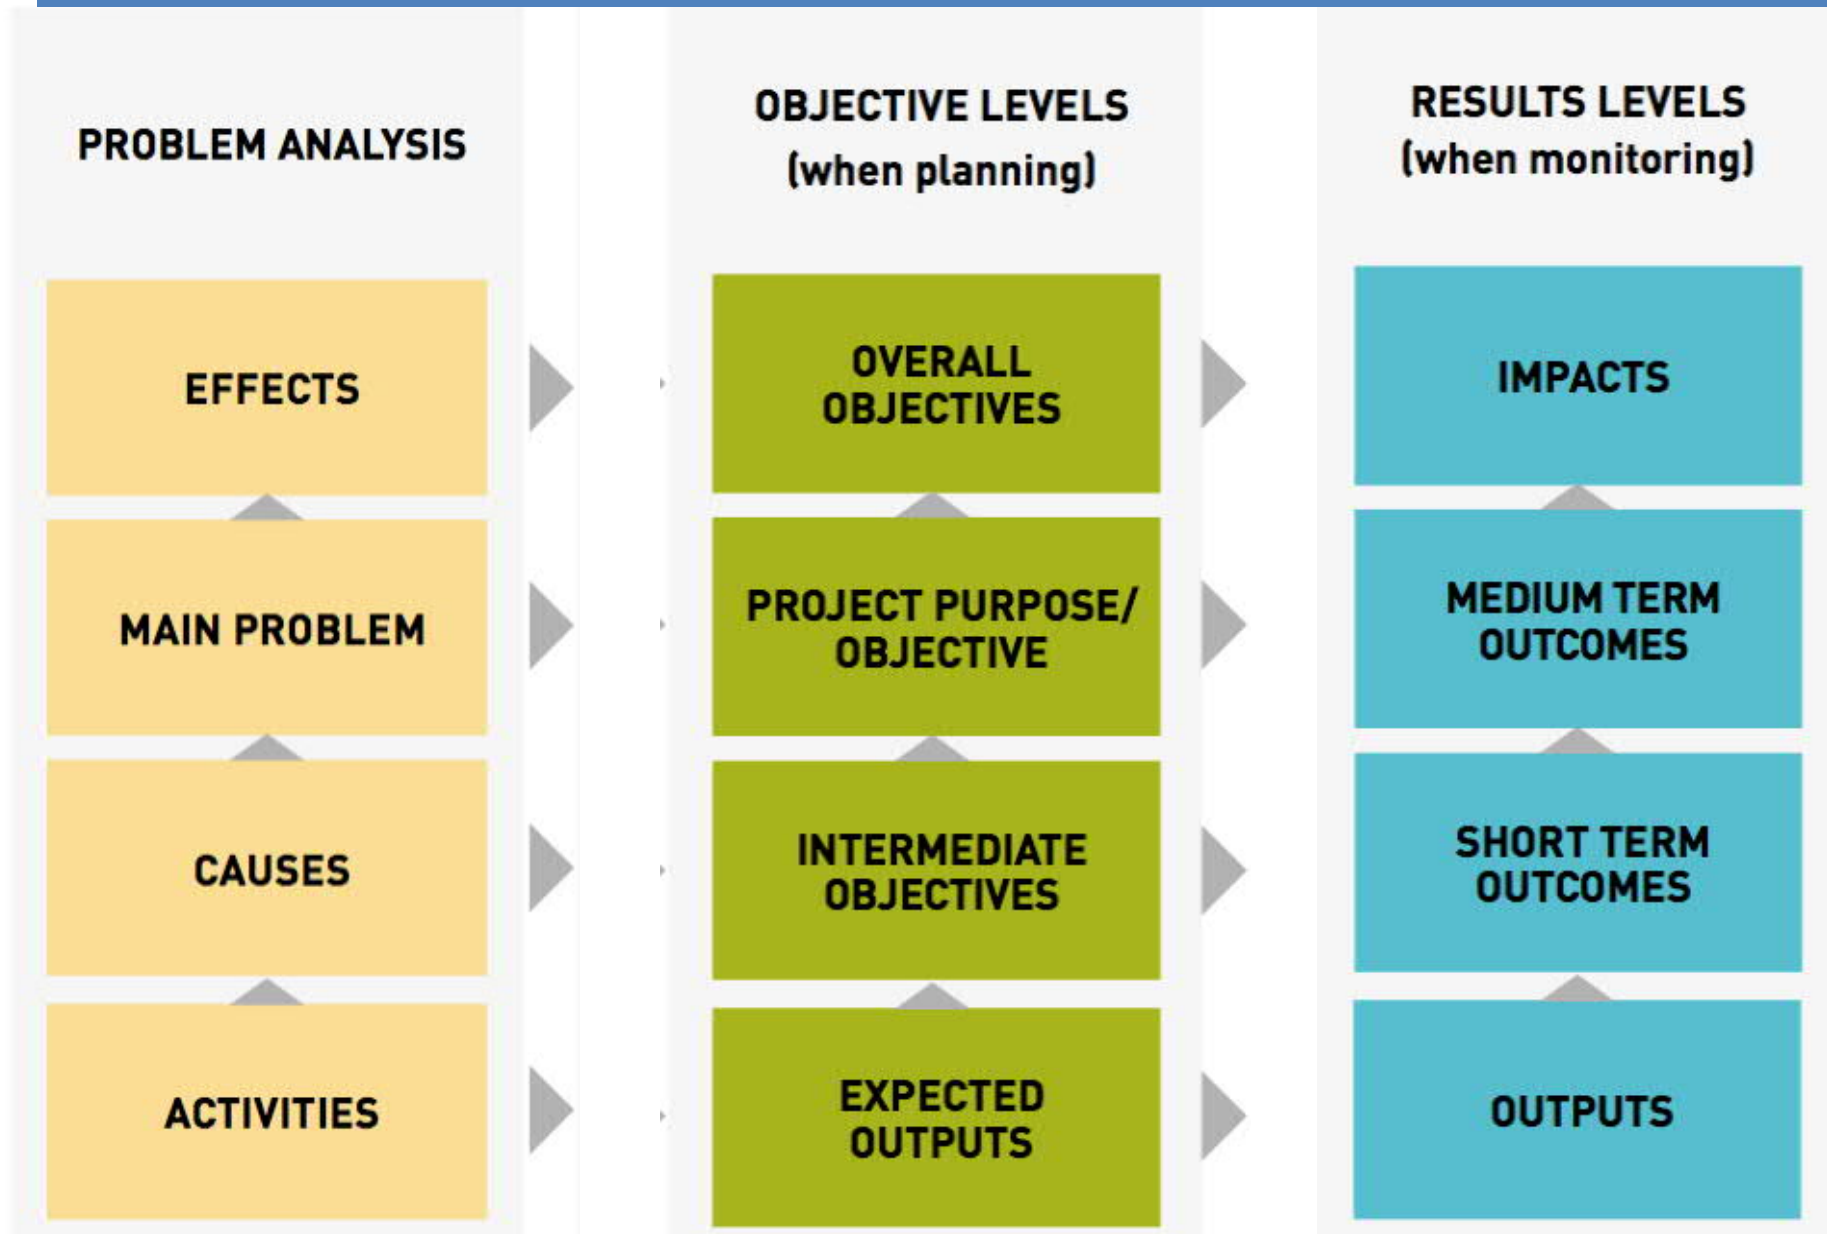 PROBLEM ANALYSIS
EFFECTS
MAIN PROBLEM
CAUSES
ACTIVITIES
OBJECTIVE LEVELS
(when planning)
OVERALL
OBJECTIVES
PROJECT PURPOSE/
OBJECTIVE
INTERMEDIATE
OBJECTIVES
EXPECTED
OUTPUTS
RESULTS LEVELS
(when monitoring)
IMPACTS
MEDIUM TERM
OUTCOMES
SHORT TERM
OUTCOMES
OUTPUTS